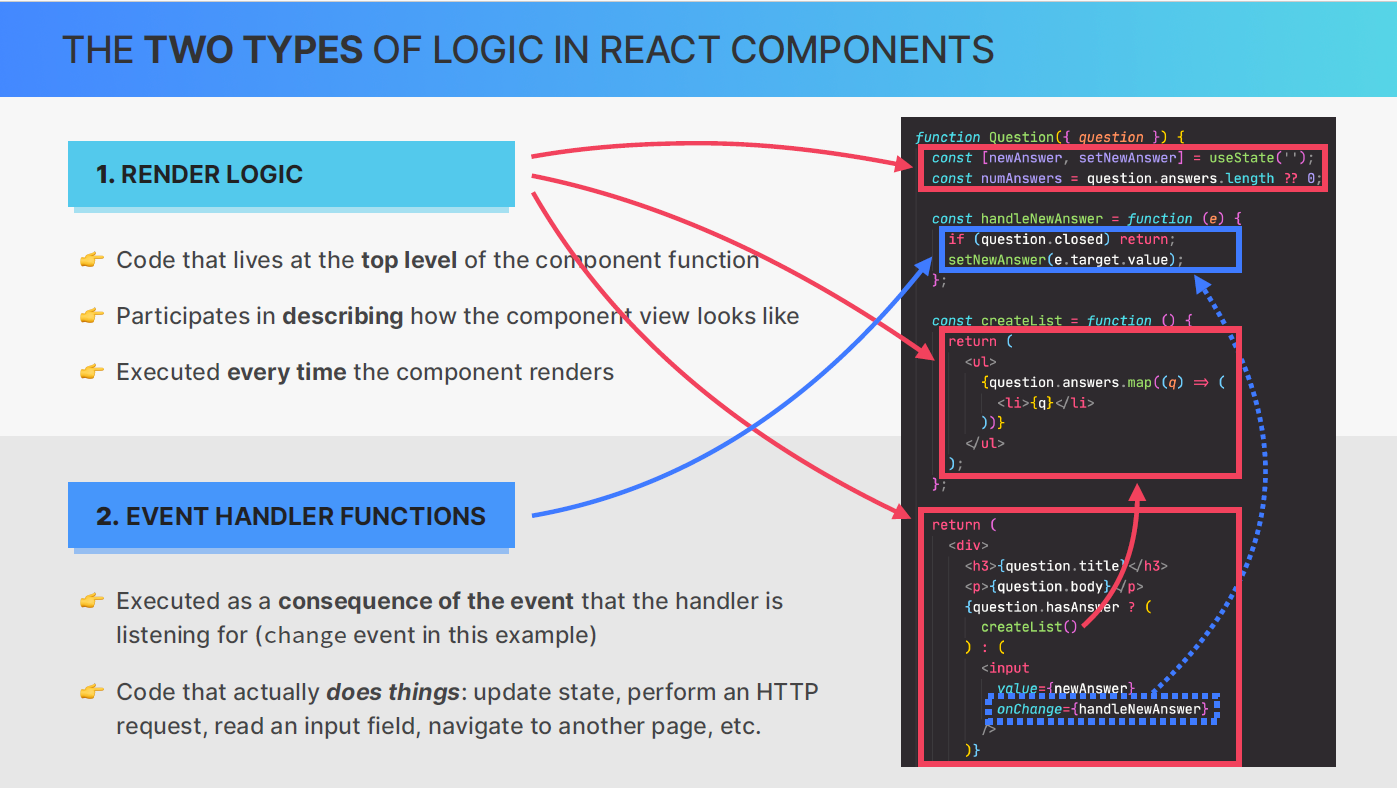 THE TWO TYPES OF LOGIC IN REACT COMPONENTS
1. RENDER LOGIC
👉 Code that lives at the top level of the component function
👉 Participates in describing how the component view looks like
👉 Executed every time the component renders
2. EVENT HANDLER FUNCTIONS
👉 Executed as a consequence of the event that the handler is
listening for (change event in this example)
👉 Code that actually does things: update state, perform an HTTP
request, read an input field, navigate to another page, etc.
function Question({ question }) {
const [newAnswer, setNewAnswer] = useState('');
const numAnswers = question.answers.length ?? 0;
const handleNewAnswer = function (e) {
if (question.closed) return;
setNewAnswer(e.target.value);
};
const createList = function () {
return (
<ul>
{question.answers.map((q) => (
<li>{q}</li>
))}
</ul>
);
};
return (
<div>
<h3>{question.title}</h3>
<p>{question.body}</p>
{question.hasAnswer ? (
createList()
) : (
<input
value={newAnswer}
onChange={handleNewAnswer}
/>
)}